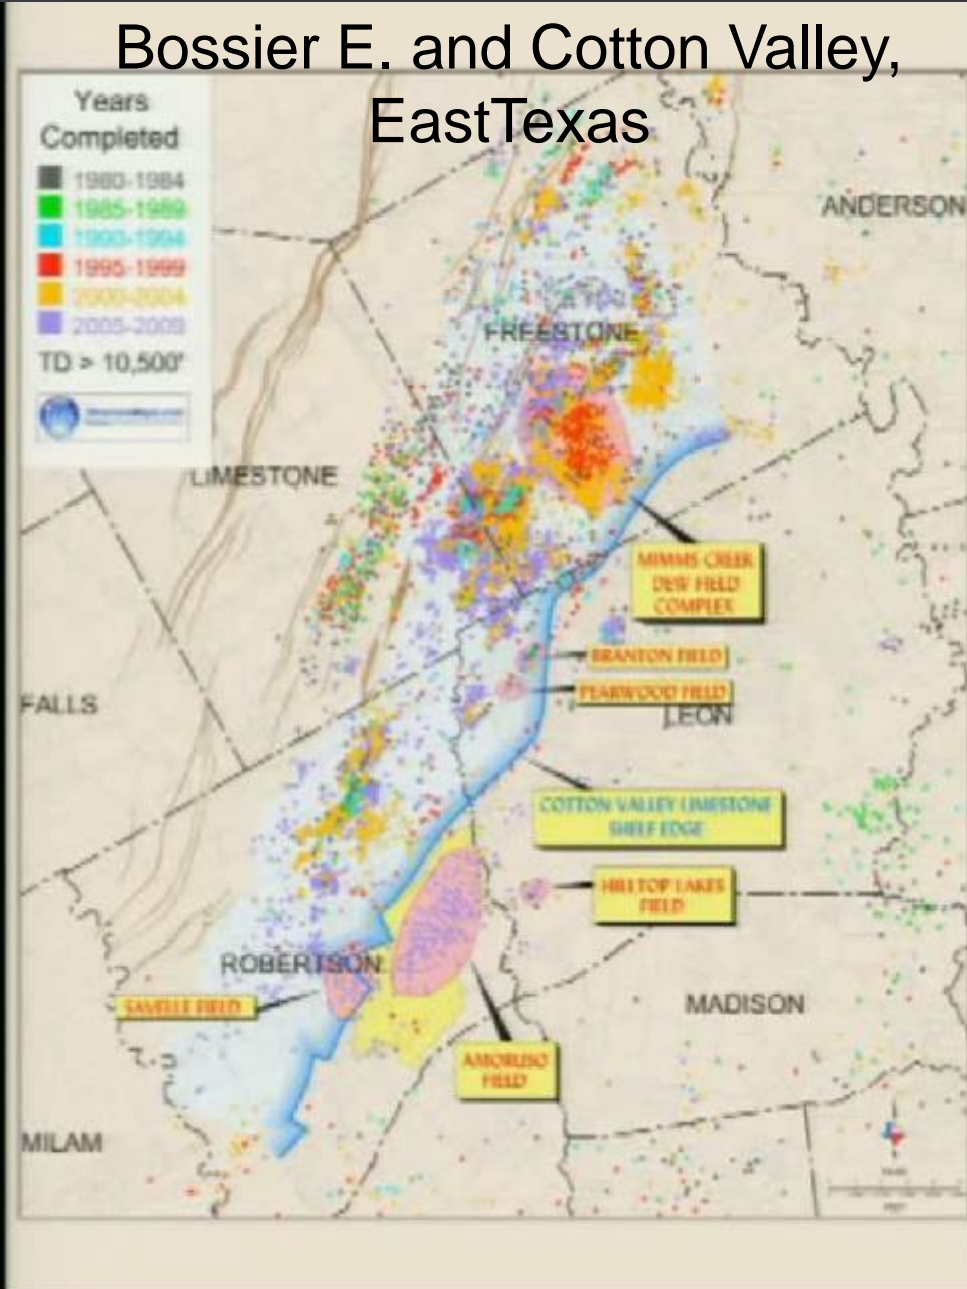 Bossier E. and Cotton Valley,
EastTexas
Years
Completed
1980-1984
1985-1989
1990-1994
1995-1999
2000-2004
2005-2009
TD > 10,500'
ANDERSON
FREESTONE
LIMESTONE
MIMMS CREEK
DEW FIELD
COMPLEX
BRANTON FIELD
PEARWOOD FIELD
FALLS
LEON
COTTON VALLEY LIMESTONE
SHELF EDGE
HILLTOP LAKES
FIELD
ROBERTSON
SAVELLE FIELD
MADISON
AMORUSO
FIELD
MILAM